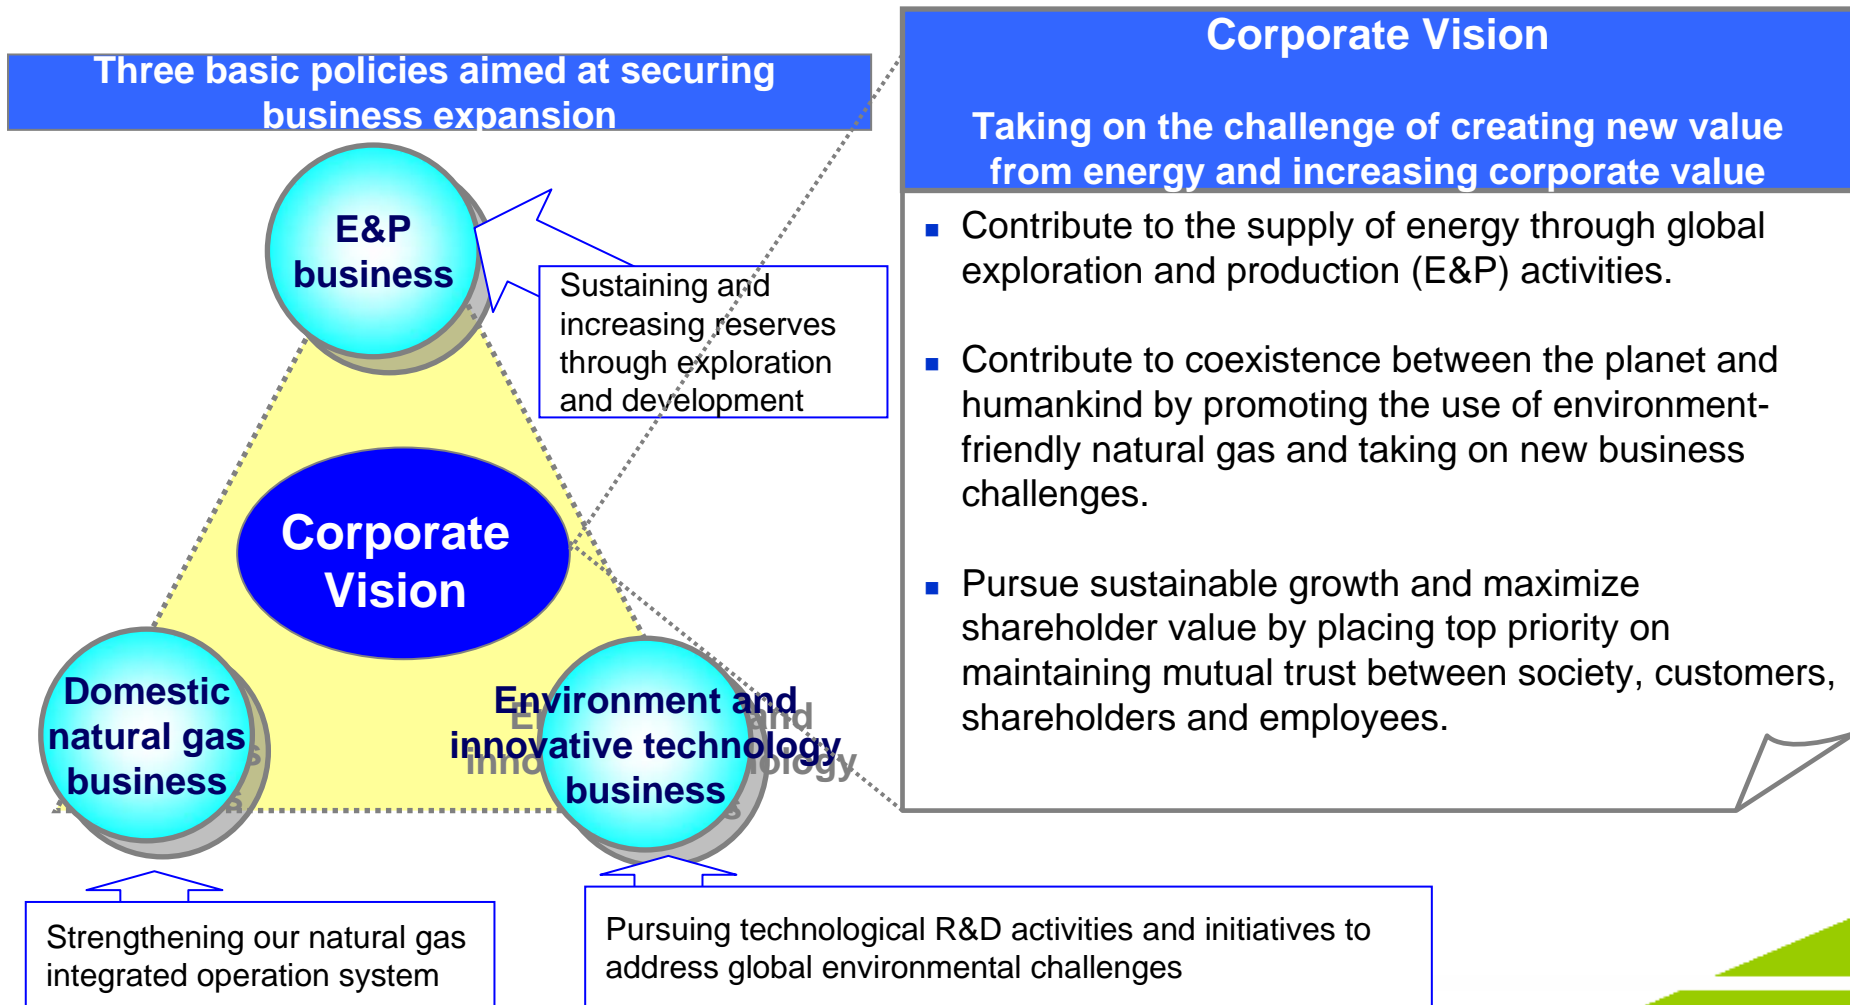 Three basic policies aimed at securing
business expansion
E&P
business
Sustaining and
increasing reserves
through exploration
and development
Corporate
Vision
Domestic
natural gas
business
Environment and
innovative technology
business
Strengthening our natural gas
integrated operation system
Pursuing technological R&D activities and initiatives to
address global environmental challenges
Corporate Vision
Taking on the challenge of creating new value
from energy and increasing corporate value
Contribute to the supply of energy through global
exploration and production (E&P) activities.
Contribute to coexistence between the planet and
humankind by promoting the use of environment-
friendly natural gas and taking on new business
challenges.
Pursue sustainable growth and maximize
shareholder value by placing top priority on
maintaining mutual trust between society, customers,
shareholders and employees.